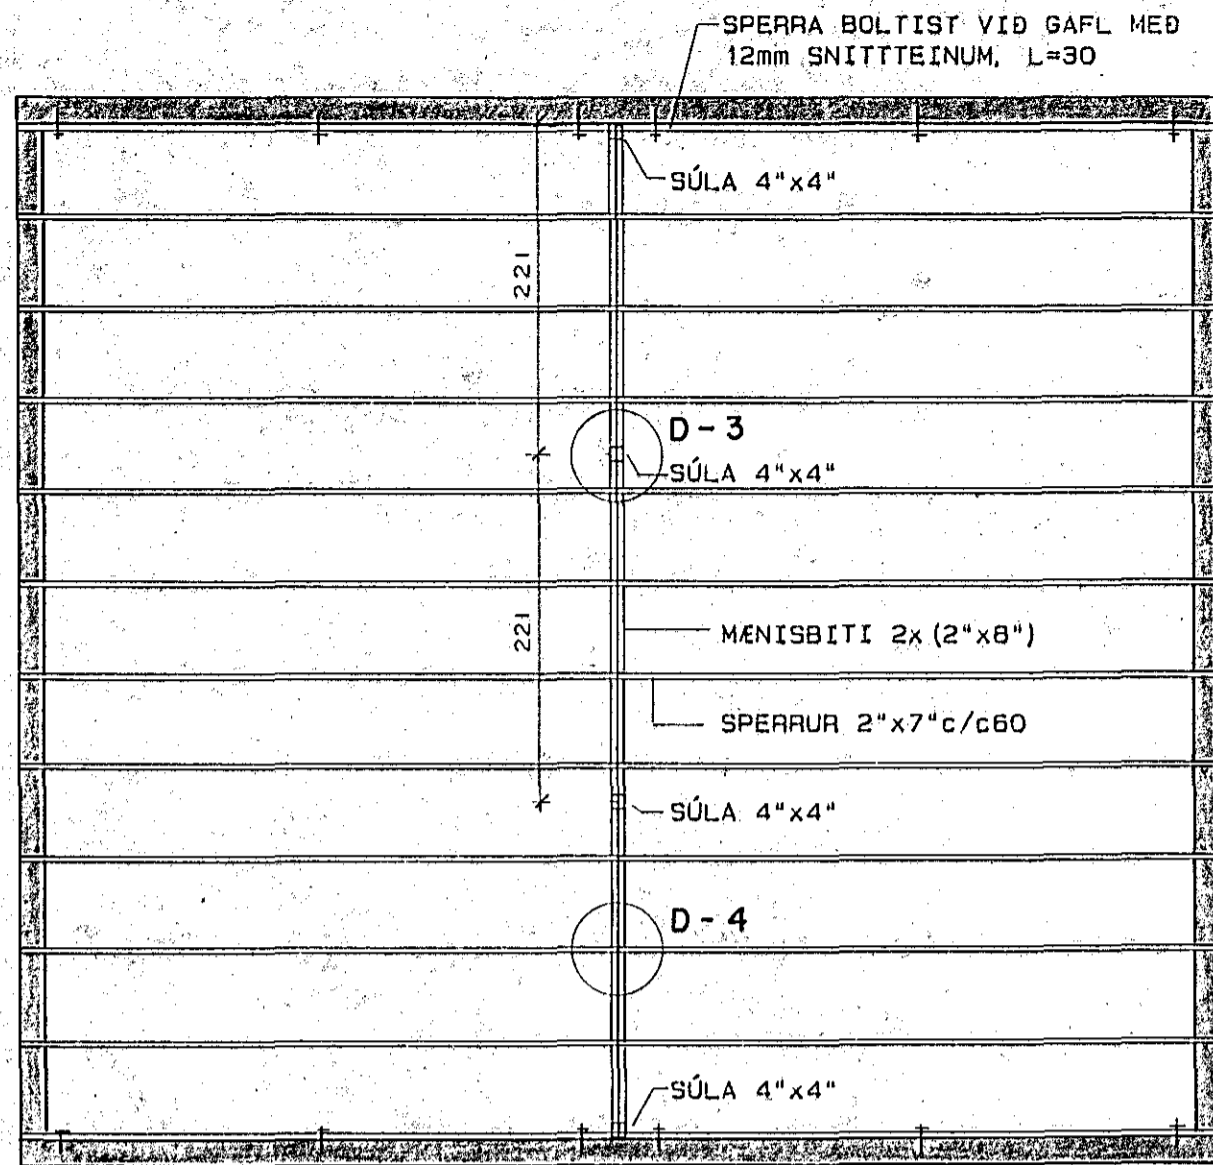 SPERRA BOLTIST VIÐ GAFL MEÐ
12mm SNITTTEINUM, L=30
SÚLA 4"x4"
221
D-3
SÚLA 4"x4"
221
MÆNISBITI 2x(2"x8")
SPERRUR 2"x7"c/c60
SÚLA 4"x4"
D-4
SÚLA 4"x4"